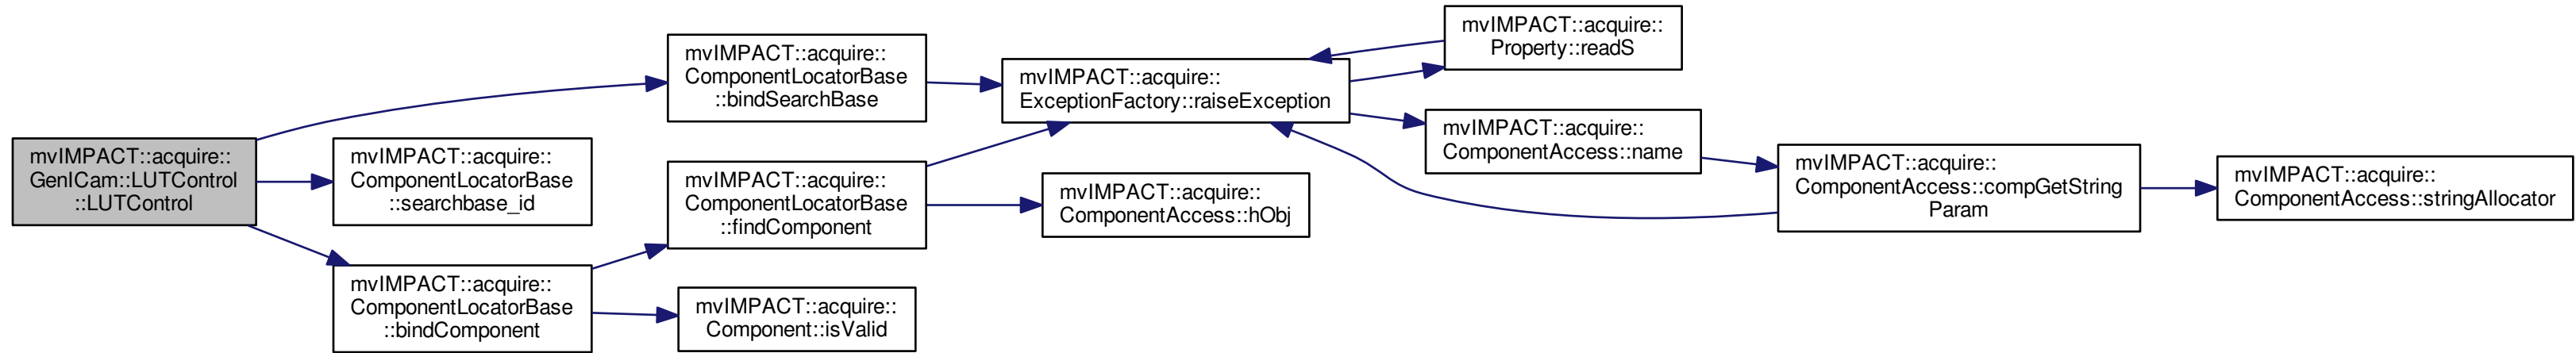 mvIMPACT::acquire::
GenICam::LUTControl
::LUTControl
mvIMPACT::acquire::
ComponentLocatorBase
::bindSearchBase
mvIMPACT::acquire::
ComponentLocatorBase
::searchbase_id
mvIMPACT::acquire::
ComponentLocatorBase
::bindComponent
mvIMPACT::acquire::
ComponentLocatorBase
::findComponent
mvIMPACT::acquire::
Component::isValid
mvIMPACT::acquire::
ExceptionFactory::raiseException
mvIMPACT::acquire::
ComponentAccess::hObj
mvIMPACT::acquire::
Property::readS
mvIMPACT::acquire::
ComponentAccess::name
mvIMPACT::acquire::
ComponentAccess::compGetString
Param
mvIMPACT::acquire::
ComponentAccess::stringAllocator